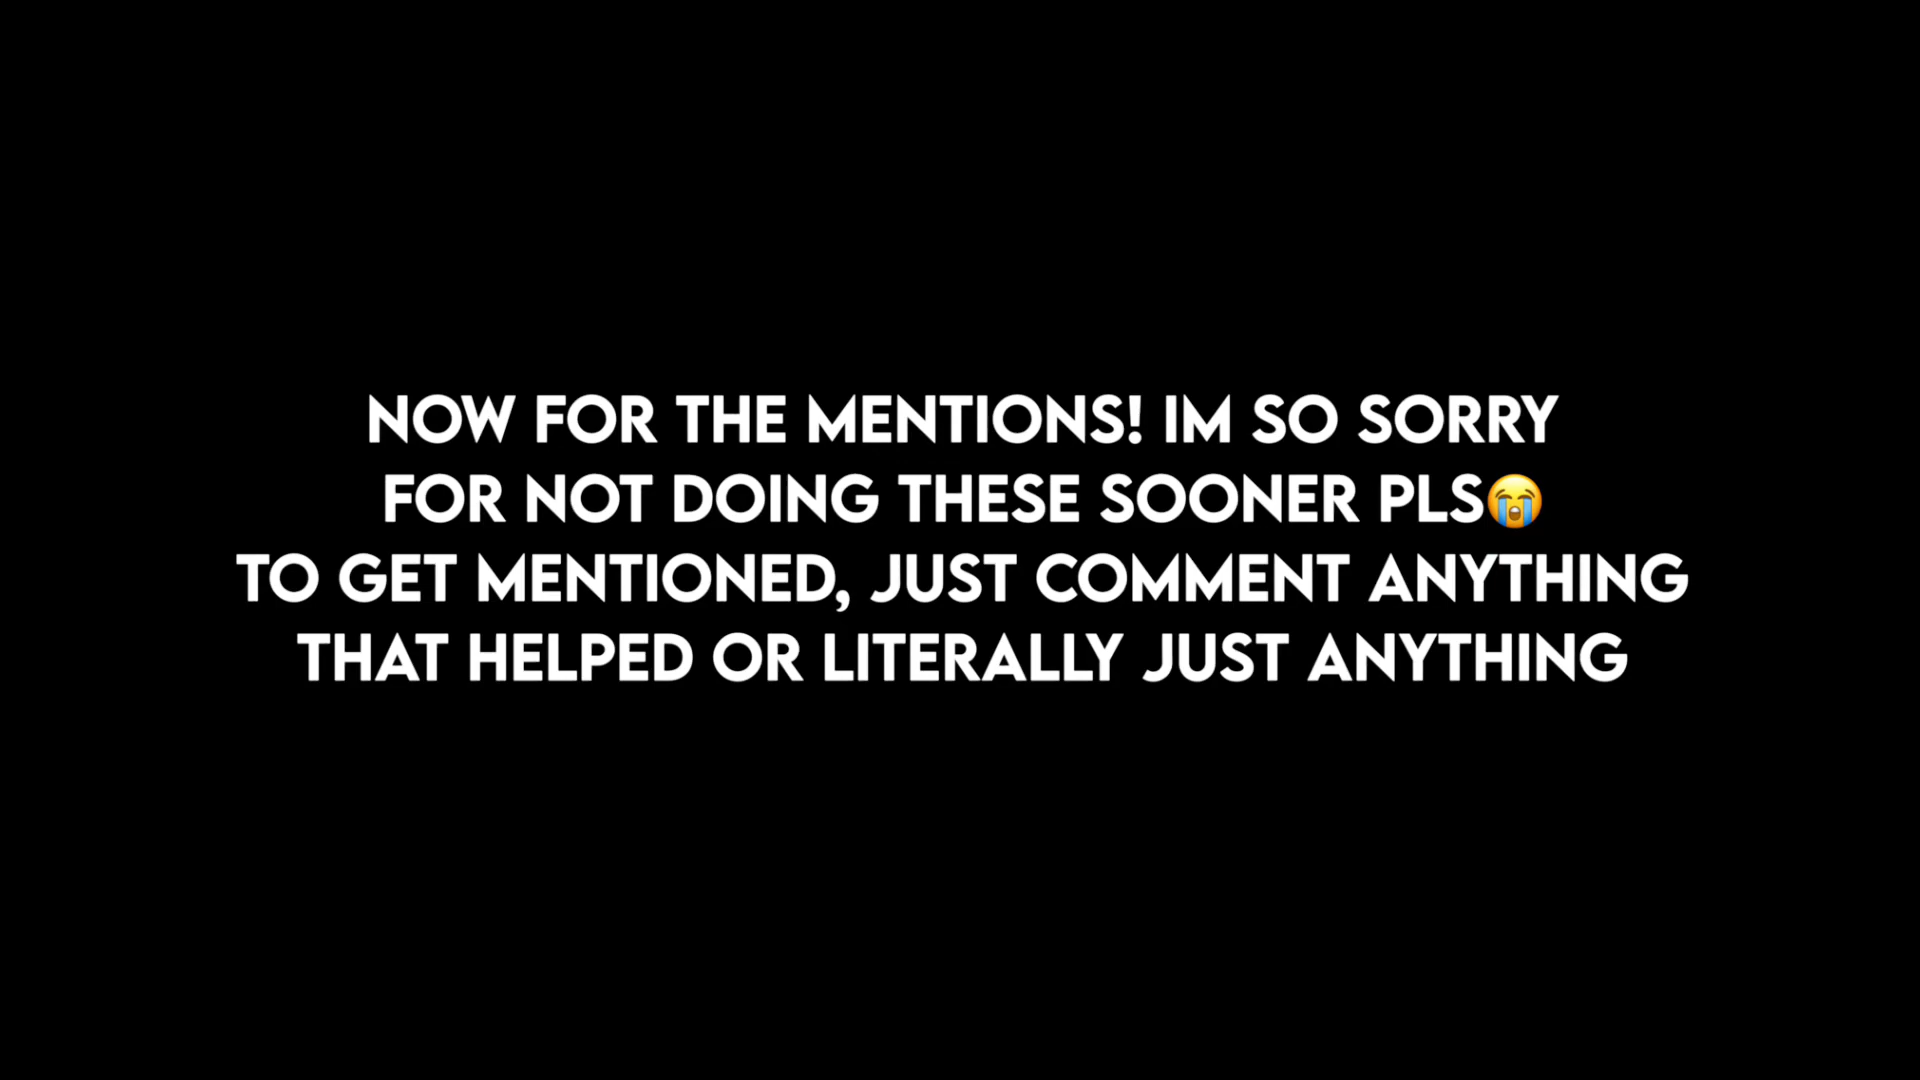 NOW FOR THE MENTIONS! IM SO SORRY
FOR NOT DOING THESE SOONER PLS😭
TO GET MENTIONED, JUST COMMENT ANYTHING
THAT HELPED OR LITERALLY JUST ANYTHING